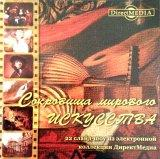 DirectMEDIA
Сокровища мирового
ИСКУССТВА
22 слайд-шоу из электронной
коллекции ДиректМедиа